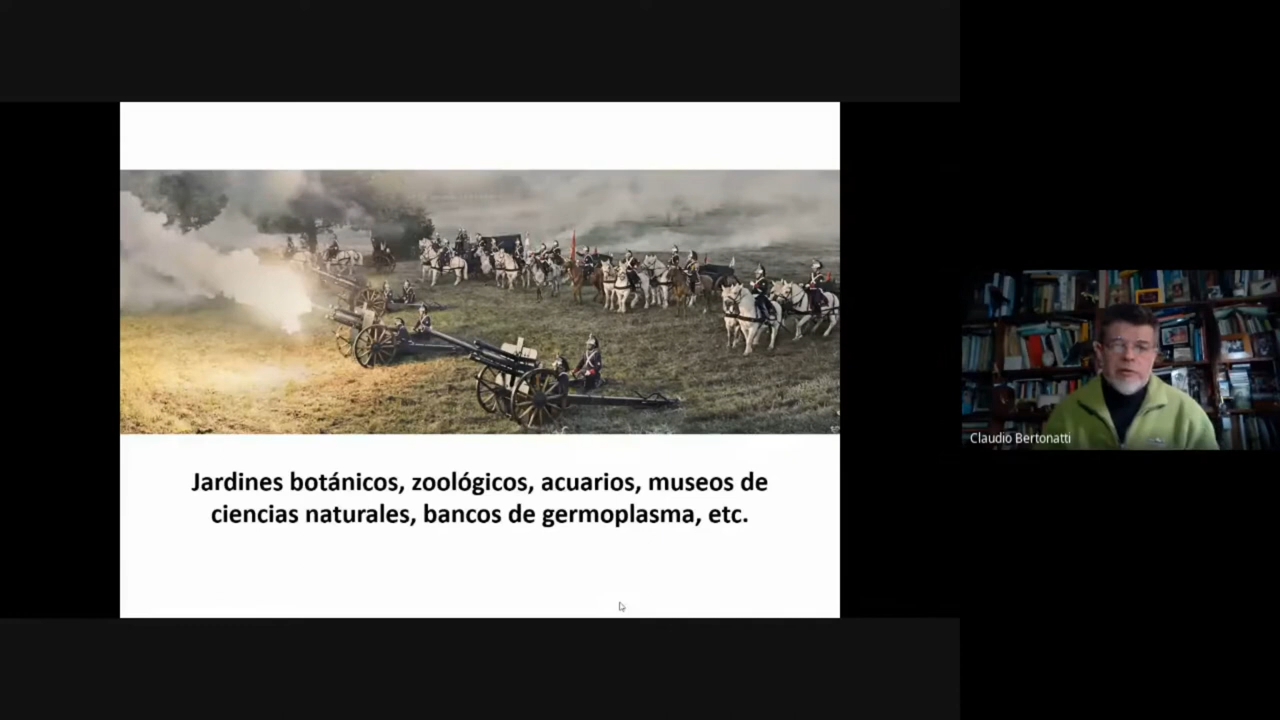 Jardines botánicos, zoológicos, acuarios, museos de
ciencias naturales, bancos de germoplasma, etc.
Claudio Bertonatti